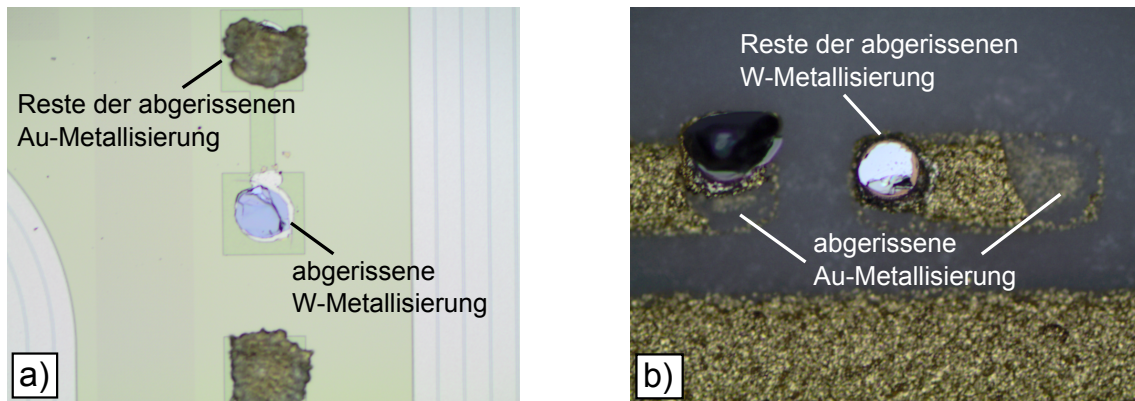 Reste der abgerissenen
Au-Metallisierung
abgerissene
W-Metallisierung
a)
Reste der abgerissenen
W-Metallisierung
abgerissene
Au-Metallisierung
b)